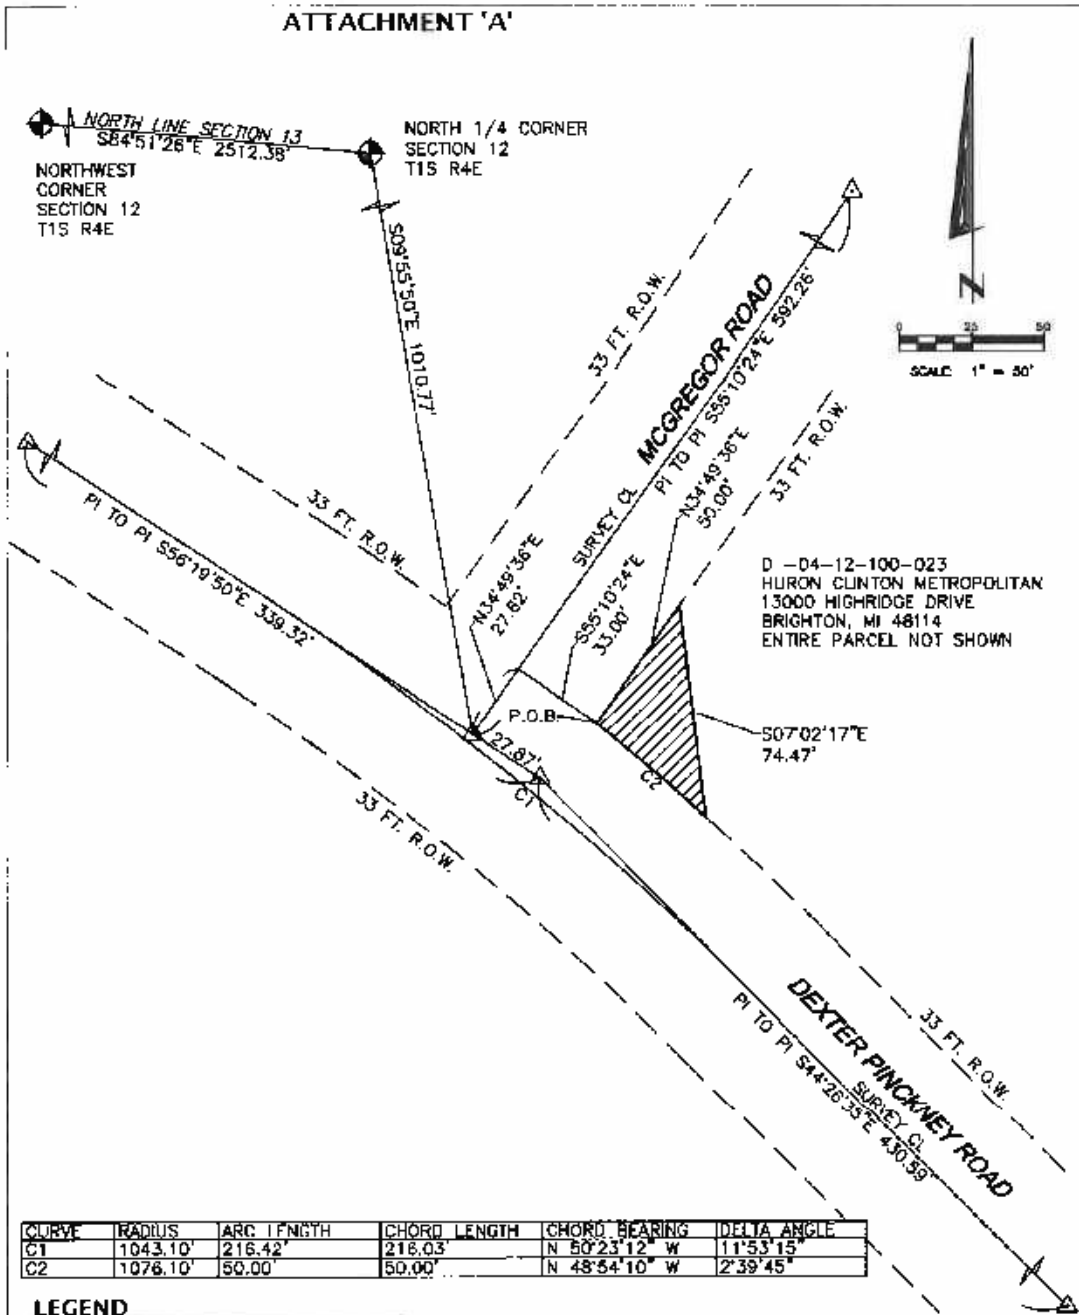 ATTACHMENT 'A'
NORTH LINE SECTION 13
S84°51'26"E 2512.38'
NORTHWEST
CORNER
SECTION 12
T1S R4E
NORTH 1/4 CORNER
SECTION 12
T1S R4E
S09°55'50"E 1010.77'
33 FT. R.O.W.
MCGREGOR ROAD
SURVEY CL
PI TO PI S55°10'24"E 592.26'
N34°49'36"E
50.00'
33 FT. R.O.W.
N
0 25 50
SCALE: 1" = 50'
PI TO PI S56°19'50"E 339.32'
33 FT. R.O.W.
N34°49'36"E
27.62'
S55°10'24"E
33.00'
D -04-12-100-023
HURON CLINTON METROPOLITAN
13000 HIGHRIDGE DRIVE
BRIGHTON, MI 48114
ENTIRE PARCEL NOT SHOWN
P.O.B
S07°02'17"E
74.47'
27.87'
C1
C2
33 FT. R.O.W.
DEXTER PINCKNEY ROAD
SURVEY CL
PI TO PI S44°26'35"E 430.59'
33 FT. R.O.W.
CURVE RADIUS ARC LENGTH CHORD LENGTH CHORD BEARING DELTA ANGLE
C1 1043.10' 216.42' 216.03' N 50°23'12" W 11°53'15"
C2 1076.10' 50.00' 50.00' N 48°54'10" W 2°39'45"
LEGEND